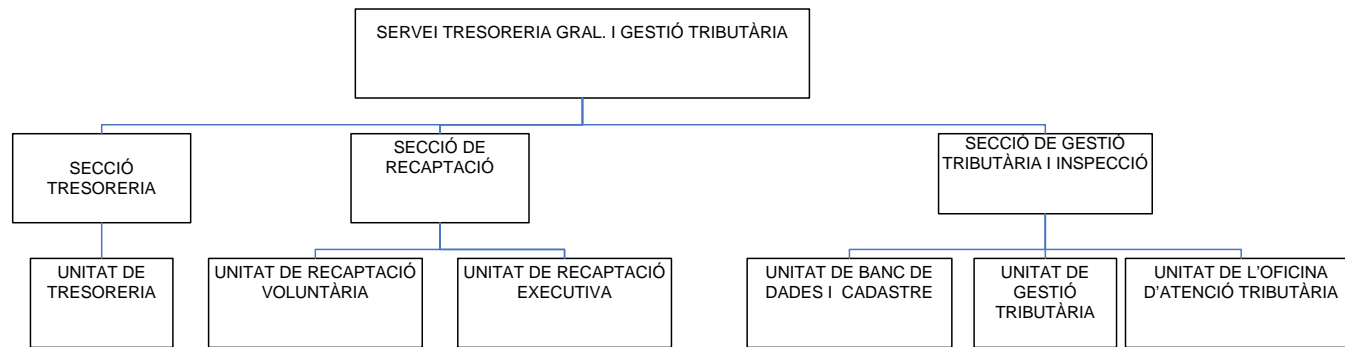 SERVEI TRESORERIA GRAL. I GESTIÓ TRIBUTÀRIA
SECCIÓ
TRESORERIA
SECCIÓ DE
RECAPTACIÓ
SECCIÓ DE GESTIÓ
TRIBUTÀRIA I INSPECCIÓ
UNITAT DE
TRESORERIA
UNITAT DE RECAPTACIÓ
VOLUNTÀRIA
UNITAT DE RECAPTACIÓ
EXECUTIVA
UNITAT DE BANC DE
DADES I CADASTRE
UNITAT DE
GESTIÓ
TRIBUTÀRIA
UNITAT DE L'OFICINA
D'ATENCIÓ TRIBUTÀRIA